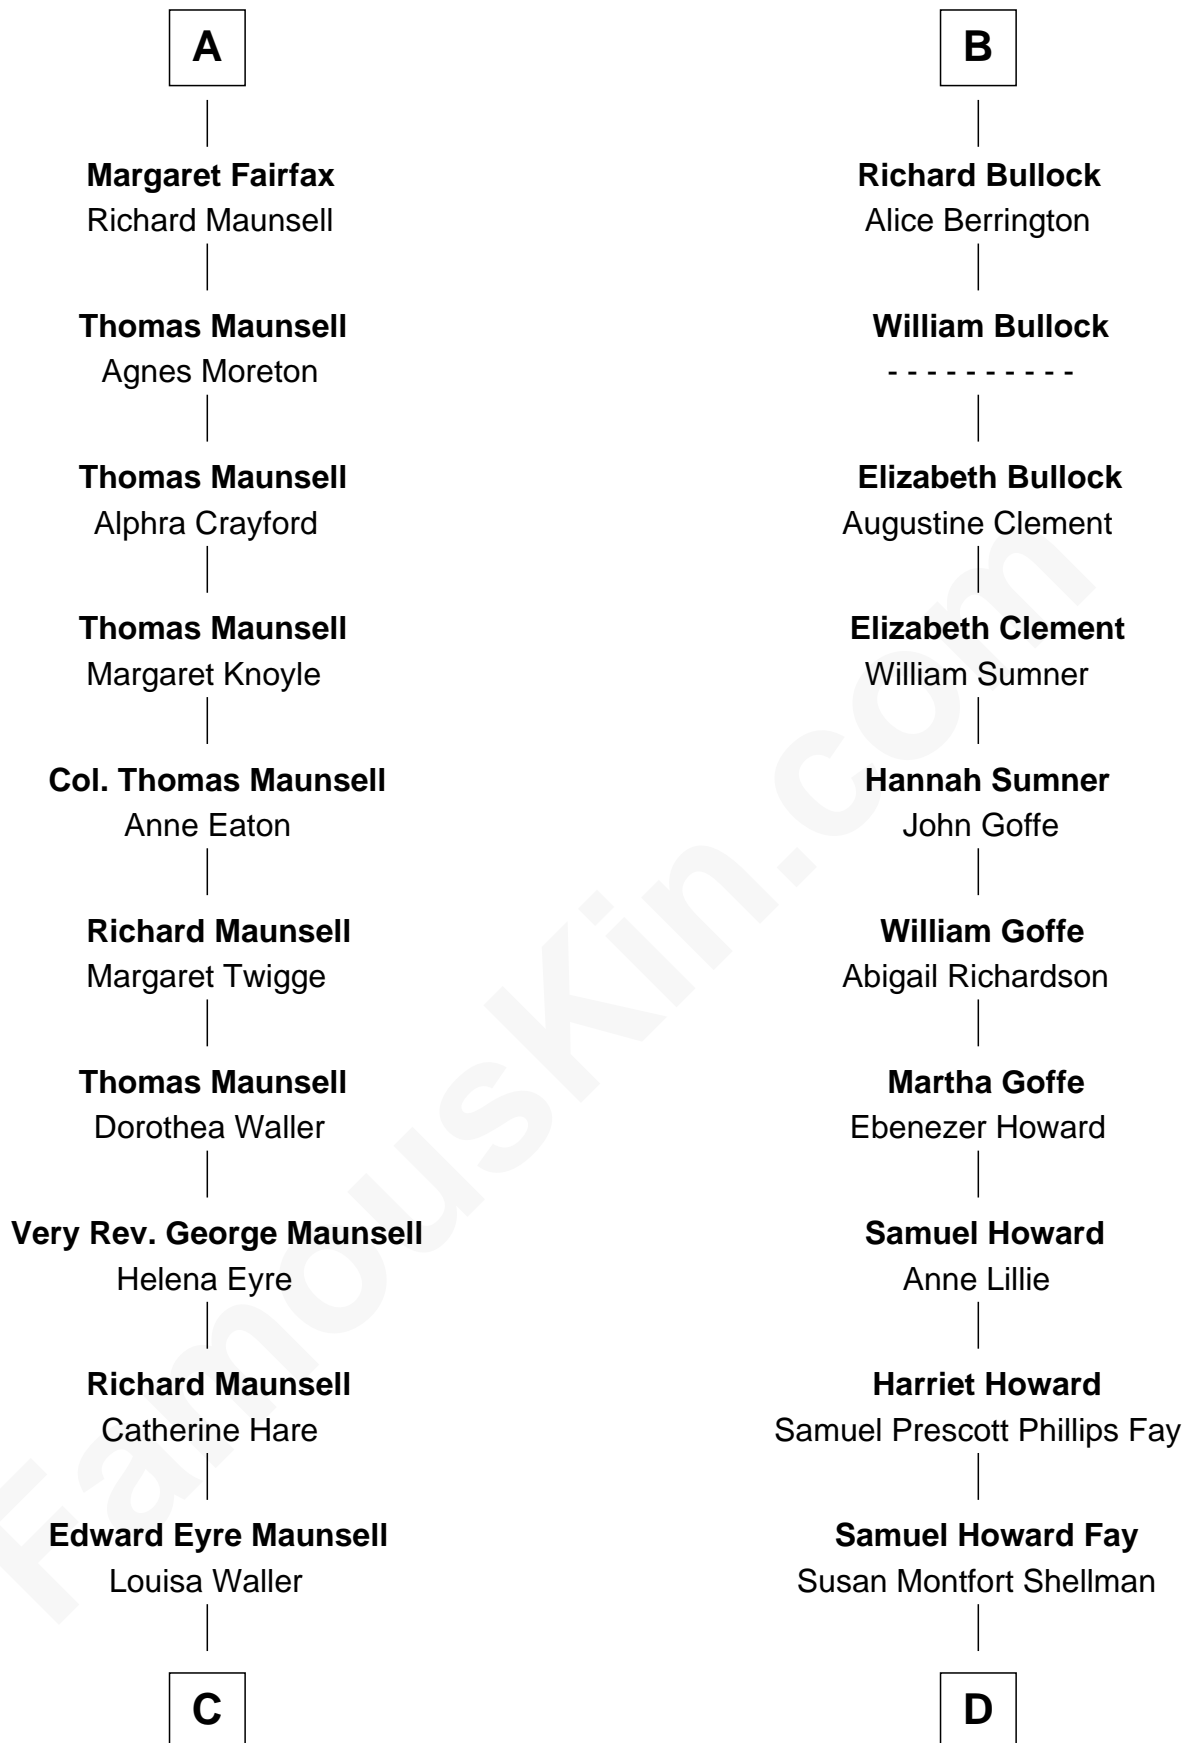 A
Margaret Fairfax
Richard Maunsell
Thomas Maunsell
Agnes Moreton
Thomas Maunsell
Alphra Crayford
Thomas Maunsell
Margaret Knoyle
Col. Thomas Maunsell
Anne Eaton
Richard Maunsell
Margaret Twigge
Thomas Maunsell
Dorothea Waller
Very Rev. George Maunsell
Helena Eyre
Richard Maunsell
Catherine Hare
Edward Eyre Maunsell
Louisa Waller
C
B
Richard Bullock
Alice Berrington
William Bullock
- - - - - - - - - -
Elizabeth Bullock
Augustine Clement
Elizabeth Clement
William Sumner
Hannah Sumner
John Goffe
William Goffe
Abigail Richardson
Martha Goffe
Ebenezer Howard
Samuel Howard
Anne Lillie
Harriet Howard
Samuel Prescott Phillips Fay
Samuel Howard Fay
Susan Montfort Shellman
D
FamousKin.com